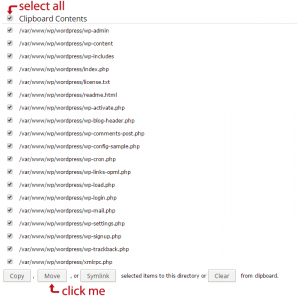 select all
Clipboard Contents
/var/www/wp/wordpress/wp-admin
/var/www/wp/wordpress/wp-content
/var/www/wp/wordpress/wp-includes
/var/www/wp/wordpress/index.php
/var/www/wp/wordpress/license.txt
/var/www/wp/wordpress/readme.html
/var/www/wp/wordpress/wp-activate.php
/var/www/wp/wordpress/wp-blog-header.php
/var/www/wp/wordpress/wp-comments-post.php
/var/www/wp/wordpress/wp-config-sample.php
/var/www/wp/wordpress/wp-cron.php
/var/www/wp/wordpress/wp-links-opml.php
/var/www/wp/wordpress/wp-load.php
/var/www/wp/wordpress/wp-login.php
/var/www/wp/wordpress/wp-mail.php
/var/www/wp/wordpress/wp-settings.php
/var/www/wp/wordpress/wp-signup.php
/var/www/wp/wordpress/wp-trackback.php
/var/www/wp/wordpress/xmlrpc.php
Copy , Move , or Symlink selected items to this directory or Clear from clipboard.
click me